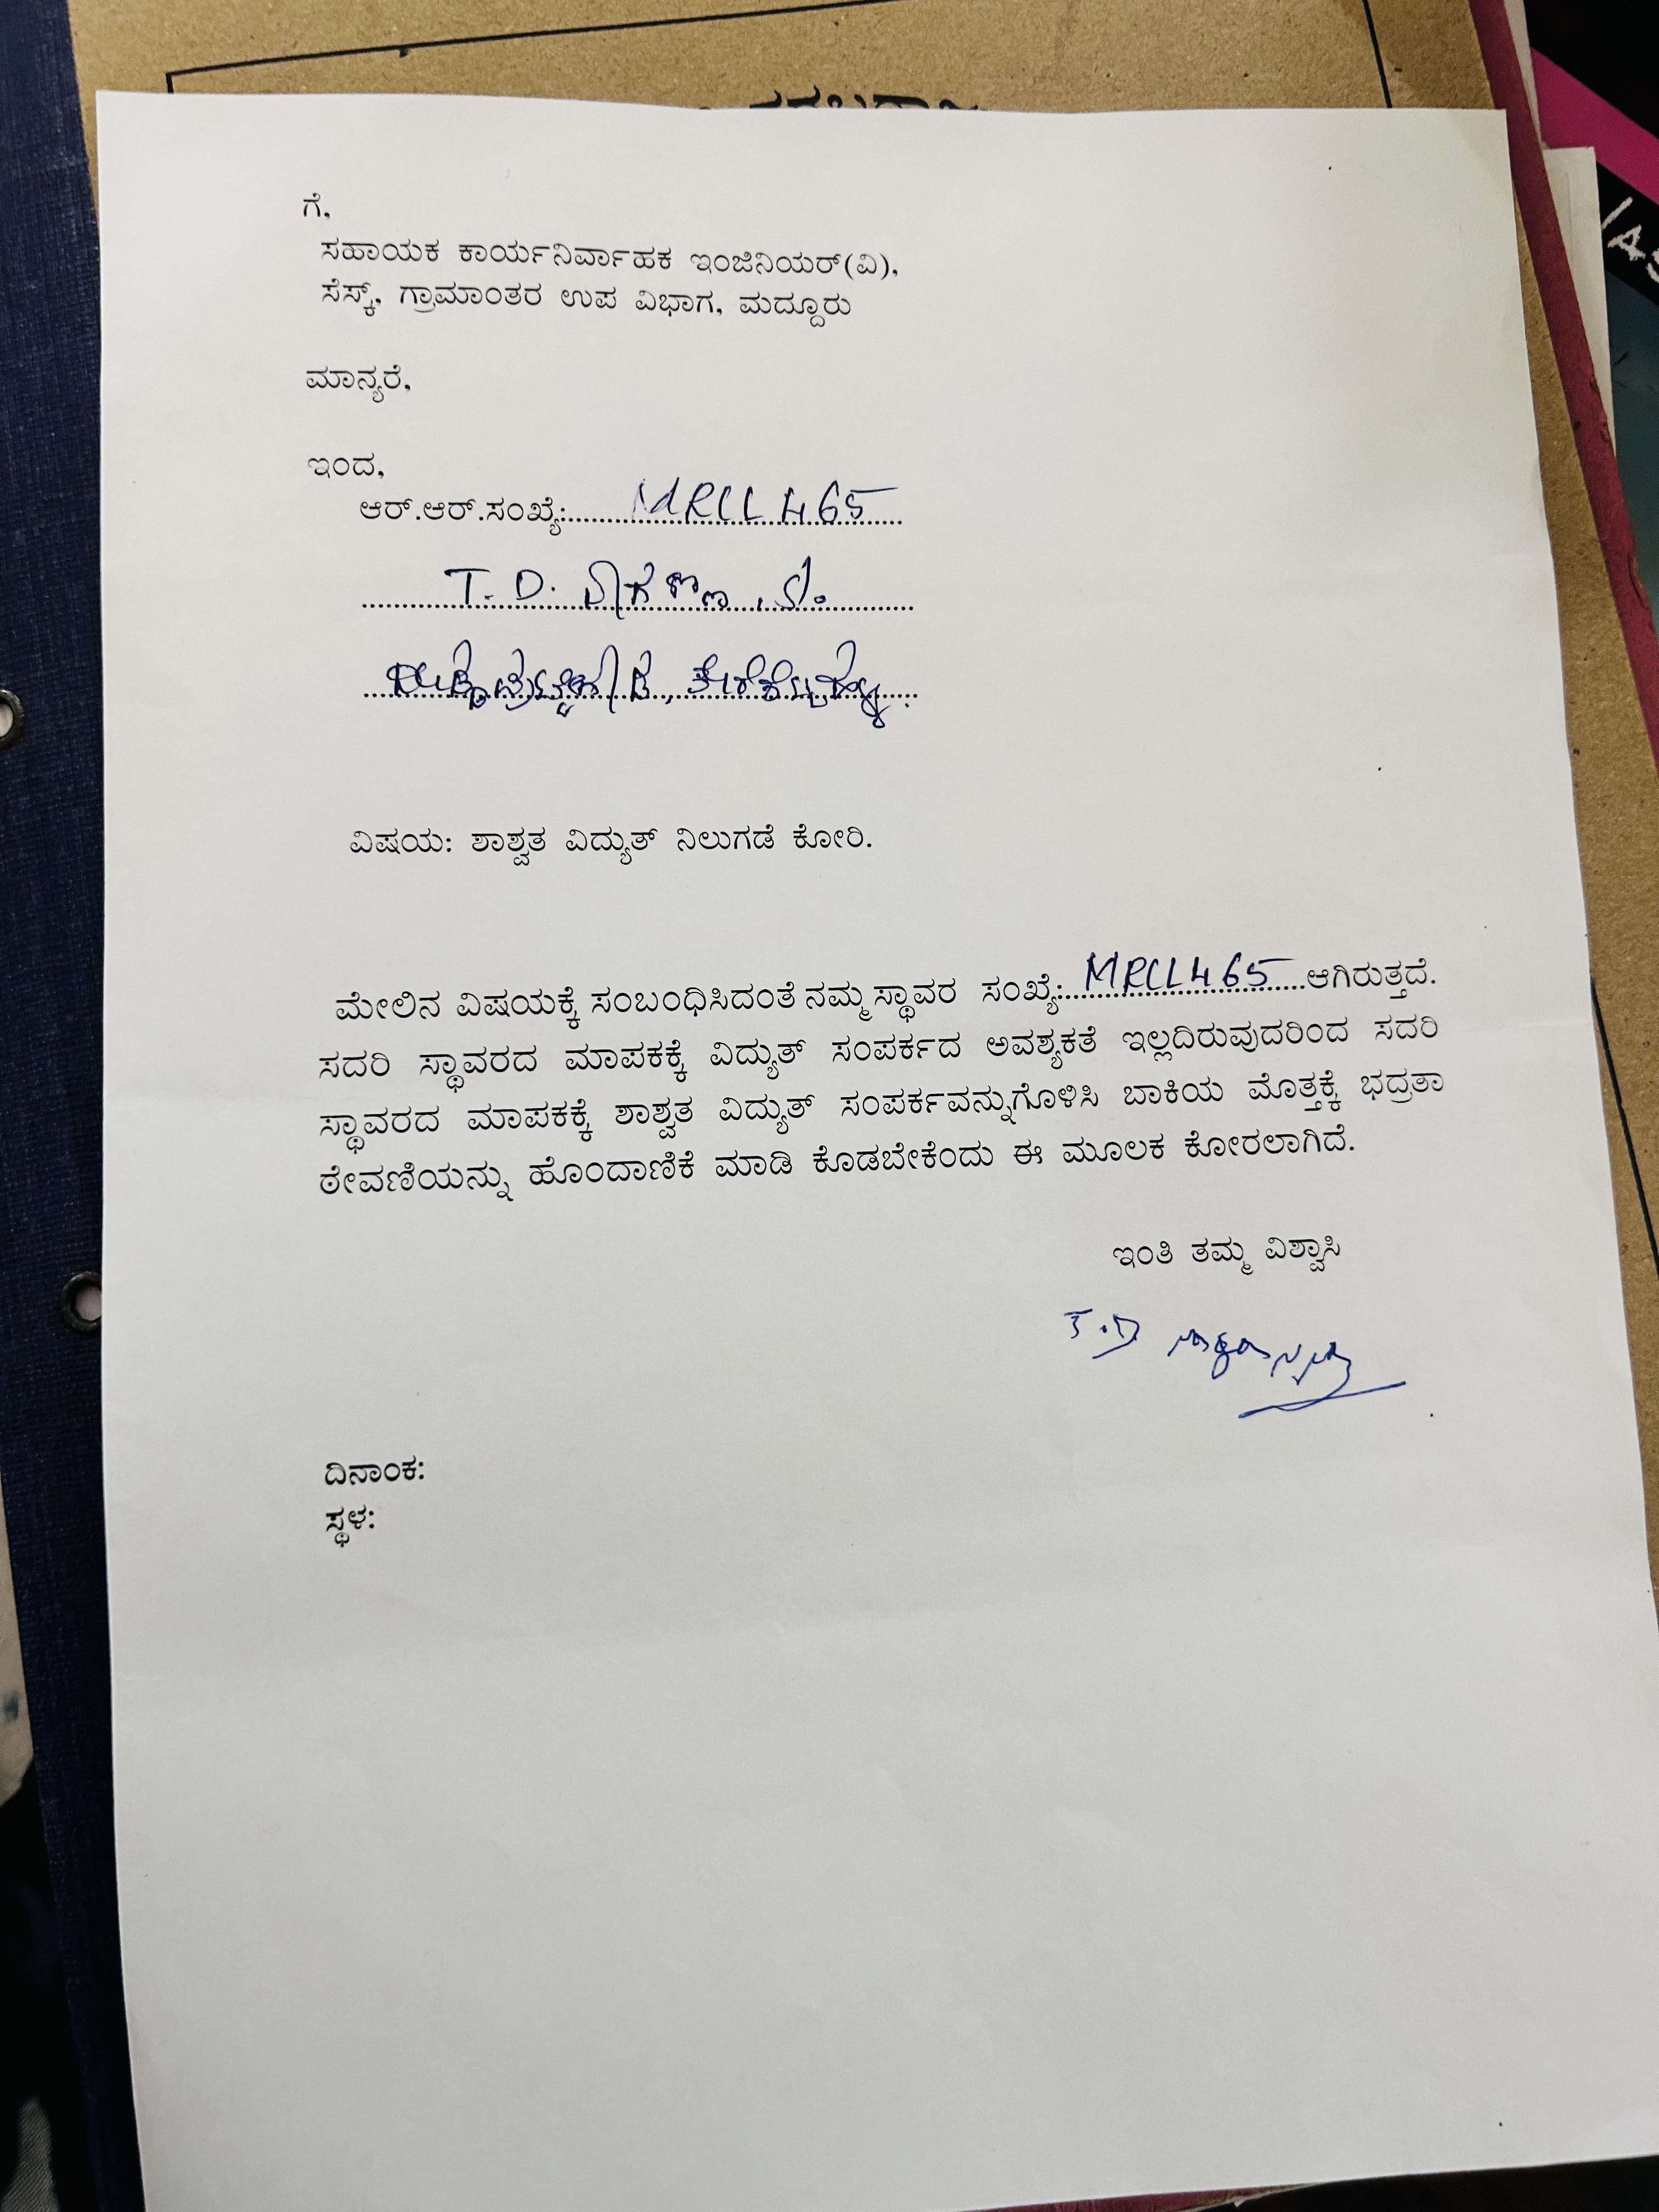 ಗೆ,
ಸಹಾಯಕ ಕಾರ್ಯನಿರ್ವಾಹಕ ಇಂಜಿನಿಯರ್(ವಿ),
ಸೆಸ್ಕ್, ಗ್ರಾಮಾಂತರ ಉಪ ವಿಭಾಗ, ಮದ್ದೂರು
ಮಾನ್ಯರೆ,
ಇಂದ,
ಆರ್.ಆರ್.ಸಂಖ್ಯೆ:........MRCL465
T. D.
ವಿಷಯ: ಶಾಶ್ವತ ವಿದ್ಯುತ್ ನಿಲುಗಡೆ ಕೋರಿ.
ಮೇಲಿನ ವಿಷಯಕ್ಕೆ ಸಂಬಂಧಿಸಿದಂತೆ ನಮ್ಮ ಸ್ಥಾವರ ಸಂಖ್ಯೆ:...MRCL465...ಆಗಿರುತ್ತದೆ.
ಸದರಿ ಸ್ಥಾವರದ ಮಾಪಕಕ್ಕೆ ವಿದ್ಯುತ್ ಸಂಪರ್ಕದ ಅವಶ್ಯಕತೆ ಇಲ್ಲದಿರುವುದರಿಂದ ಸದರಿ
ಸ್ಥಾವರದ ಮಾಪಕಕ್ಕೆ ಶಾಶ್ವತ ವಿದ್ಯುತ್ ಸಂಪರ್ಕವನ್ನುಗೊಳಿಸಿ ಬಾಕಿಯ ಮೊತ್ತಕ್ಕೆ ಭದ್ರತಾ
ಠೇವಣಿಯನ್ನು ಹೊಂದಾಣಿಕೆ ಮಾಡಿ ಕೊಡಬೇಕೆಂದು ಈ ಮೂಲಕ ಕೋರಲಾಗಿದೆ.
ಇಂತಿ ತಮ್ಮ ವಿಶ್ವಾಸಿ
T.D
ದಿನಾಂಕ:
ಸ್ಥಳ: